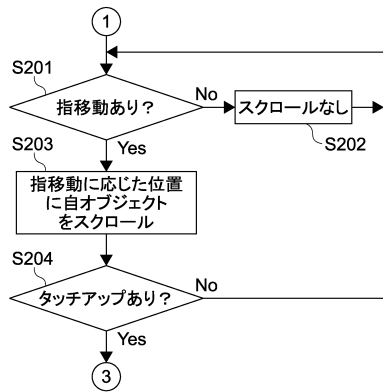 1
S201
指移動あり？
No
スクロールなし
S202
Yes
S203
指移動に応じた位置
に自オブジェクト
をスクロール
S204
タッチアップあり？
No
Yes
3